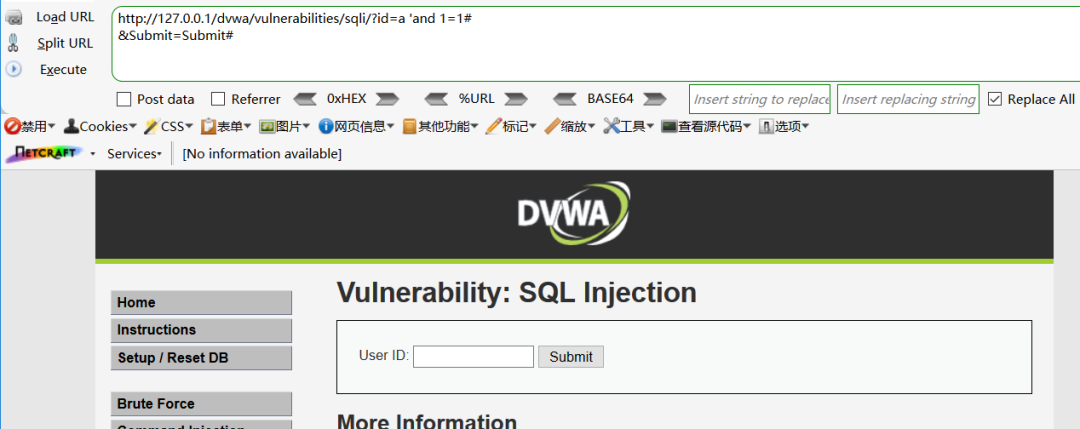 Load URL
http://127.0.0.1/dvwa/vulnerabilities/sqli/?id=a 'and 1=1#
&Submit=Submit#
Split URL
Execute
Post data Referrer 0xHEX %URL BASE64 Insert string to replace Insert replacing string Replace All
禁用 Cookies CSS 表单 图片 网页信息 其他功能 标记 缩放 工具 查看源代码 选项
NETCRAFT Services [No information available]
DVWA
Home
Instructions
Setup / Reset DB
Brute Force
Command Injection
Vulnerability: SQL Injection
User ID: Submit
More Information